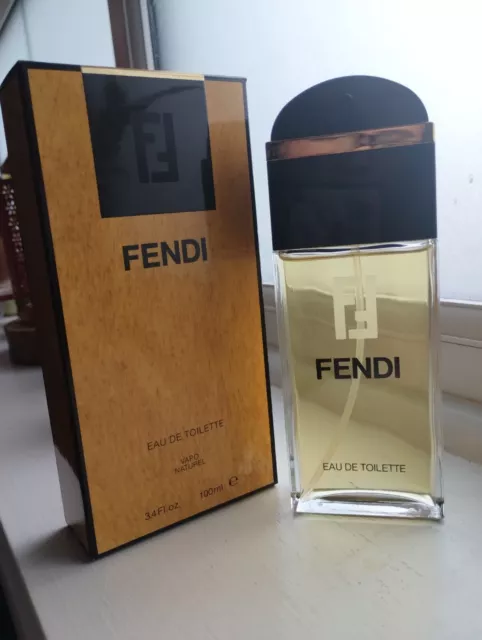 FENDI
EAU DE TOILETTE
VAPO
NATUREL
3.4 Fl.oz. 100ml ℮
FENDI
EAU DE TOILETTE